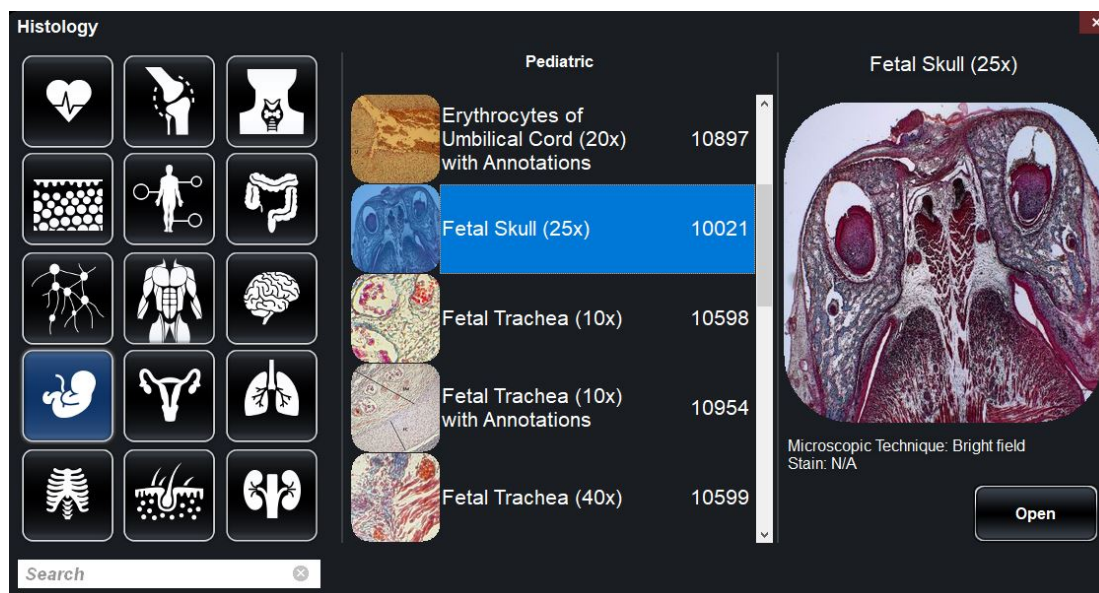 Histology
Pediatric
Erythrocytes of
Umbilical Cord (20x)
with Annotations
10897
Fetal Skull (25x)
10021
Fetal Trachea (10x)
10598
Fetal Trachea (10x)
with Annotations
10954
Fetal Trachea (40x)
10599
Fetal Skull (25x)
Microscopic Technique: Bright field
Stain: N/A
Open
Search